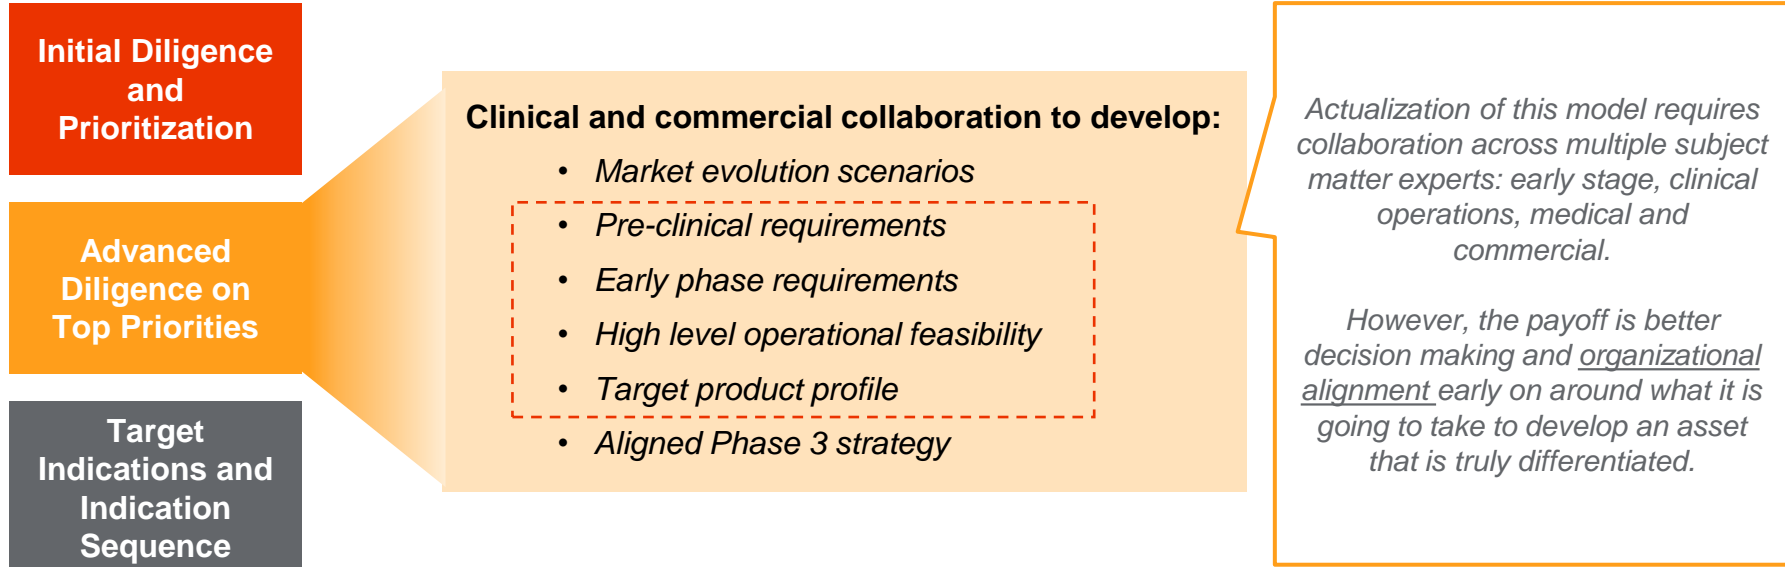 Initial Diligence
and
Prioritization
Advanced
Diligence on
Top Priorities
Target
Indications and
Indication
Sequence
Clinical and commercial collaboration to develop:
• Market evolution scenarios
• Pre-clinical requirements
• Early phase requirements
• High level operational feasibility
• Target product profile
• Aligned Phase 3 strategy
Actualization of this model requires
collaboration across multiple subject
matter experts: early stage, clinical
operations, medical and
commercial.
However, the payoff is better
decision making and organizational
alignment early on around what it is
going to take to develop an asset
that is truly differentiated.